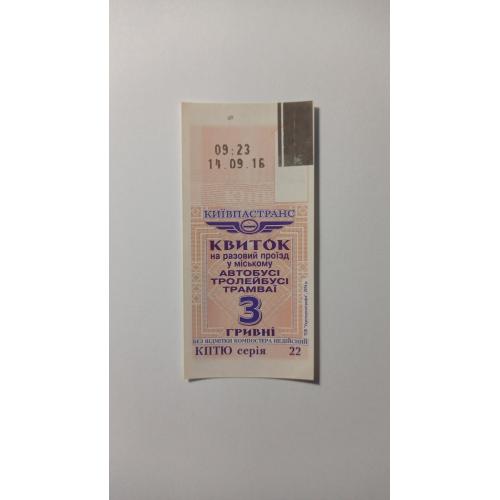 09:23
14.09.16
КИЇВПАСТРАНС
КВИТОК
на разовий проїзд
у міському
АВТОБУСІ
ТРОЛЕЙБУСІ
ТРАМВАЇ
3
ГРИВНІ
БЕЗ ВІДМІТКИ КОМПОСТЕРА НЕДІЙСНИЙ
КПТЮ серія 22